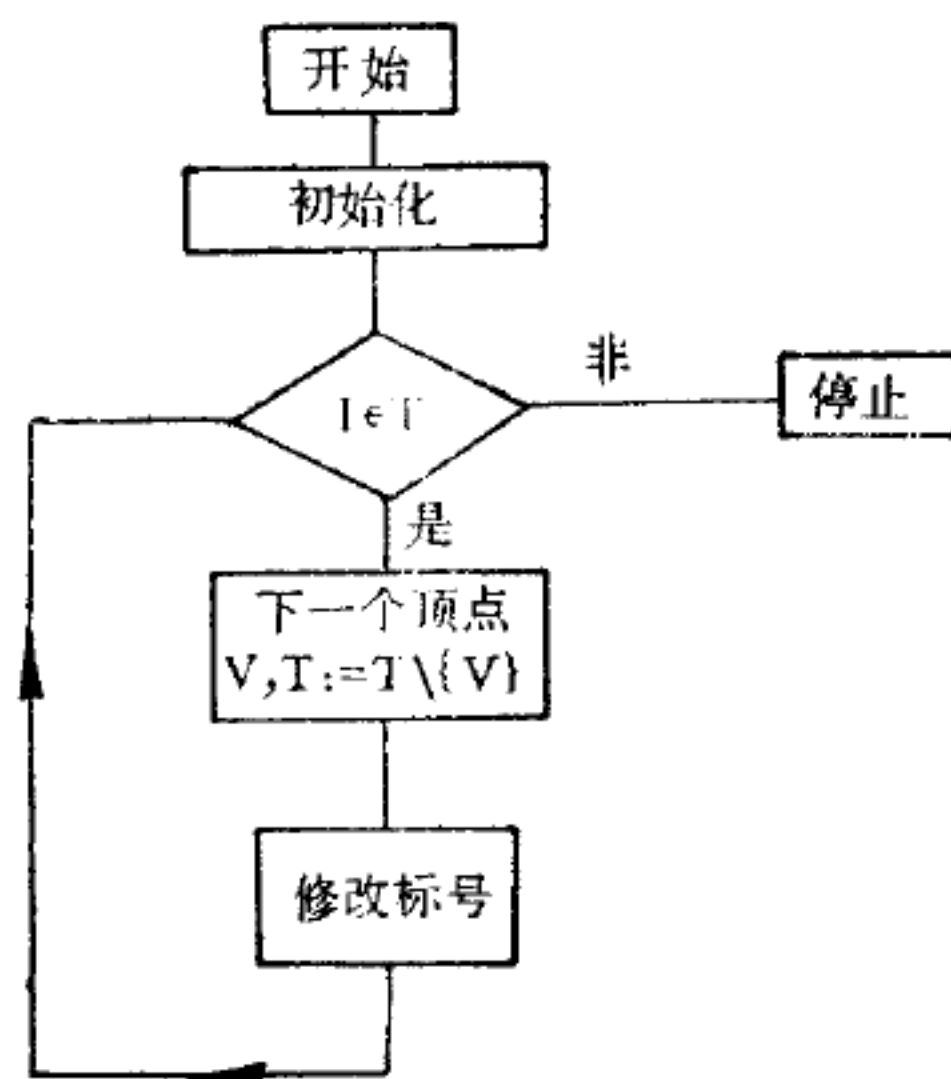 开始
初始化
非
停止
是
下一个顶点
V,T:=T\{V}
修改标号